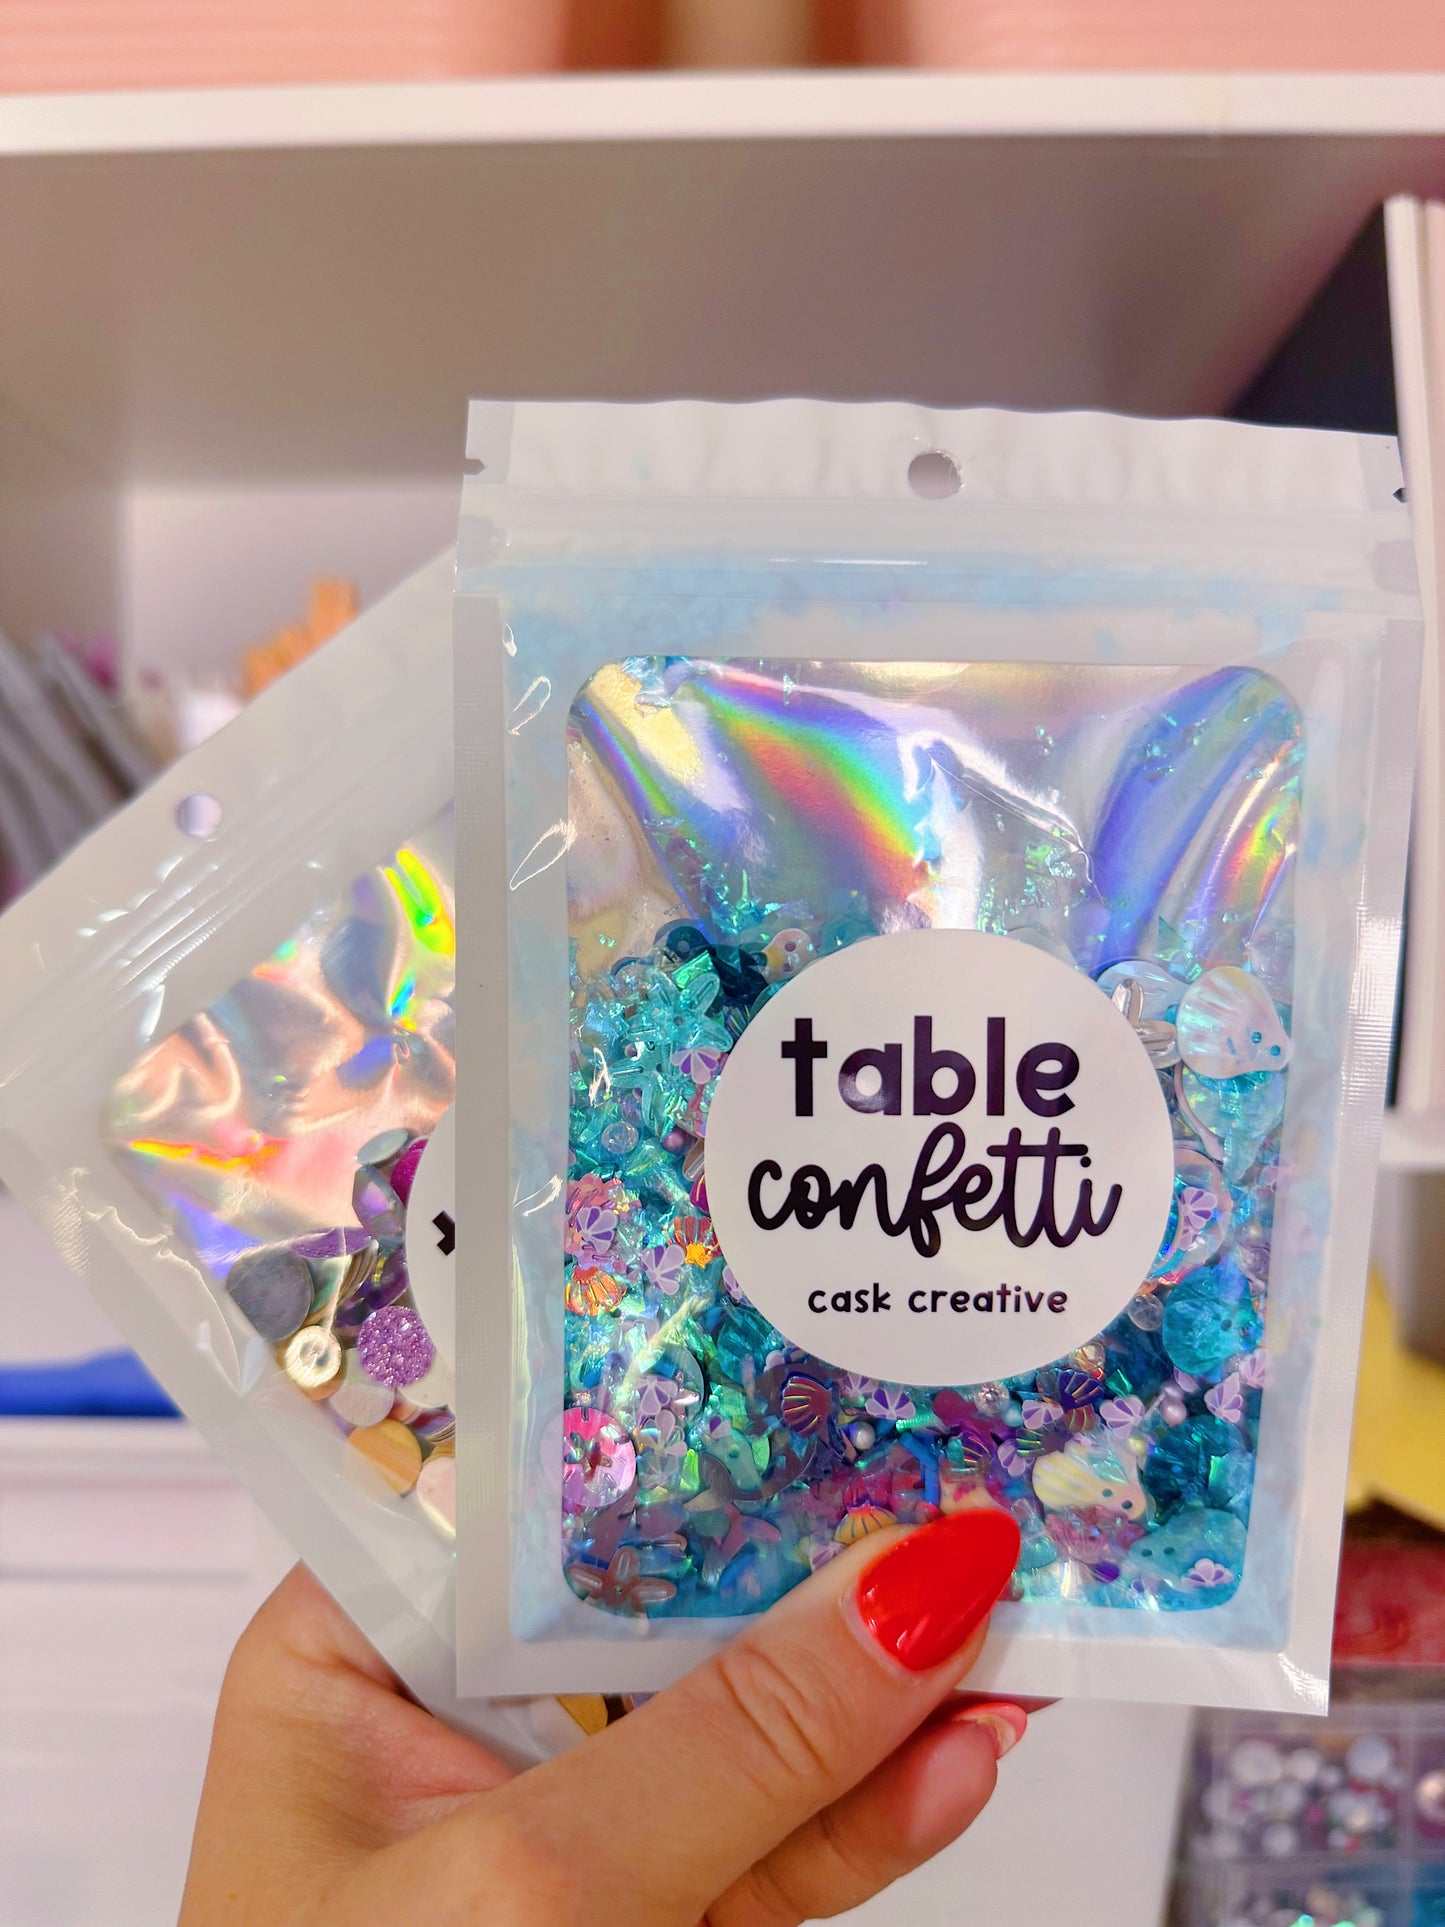 table
confetti
cask creative